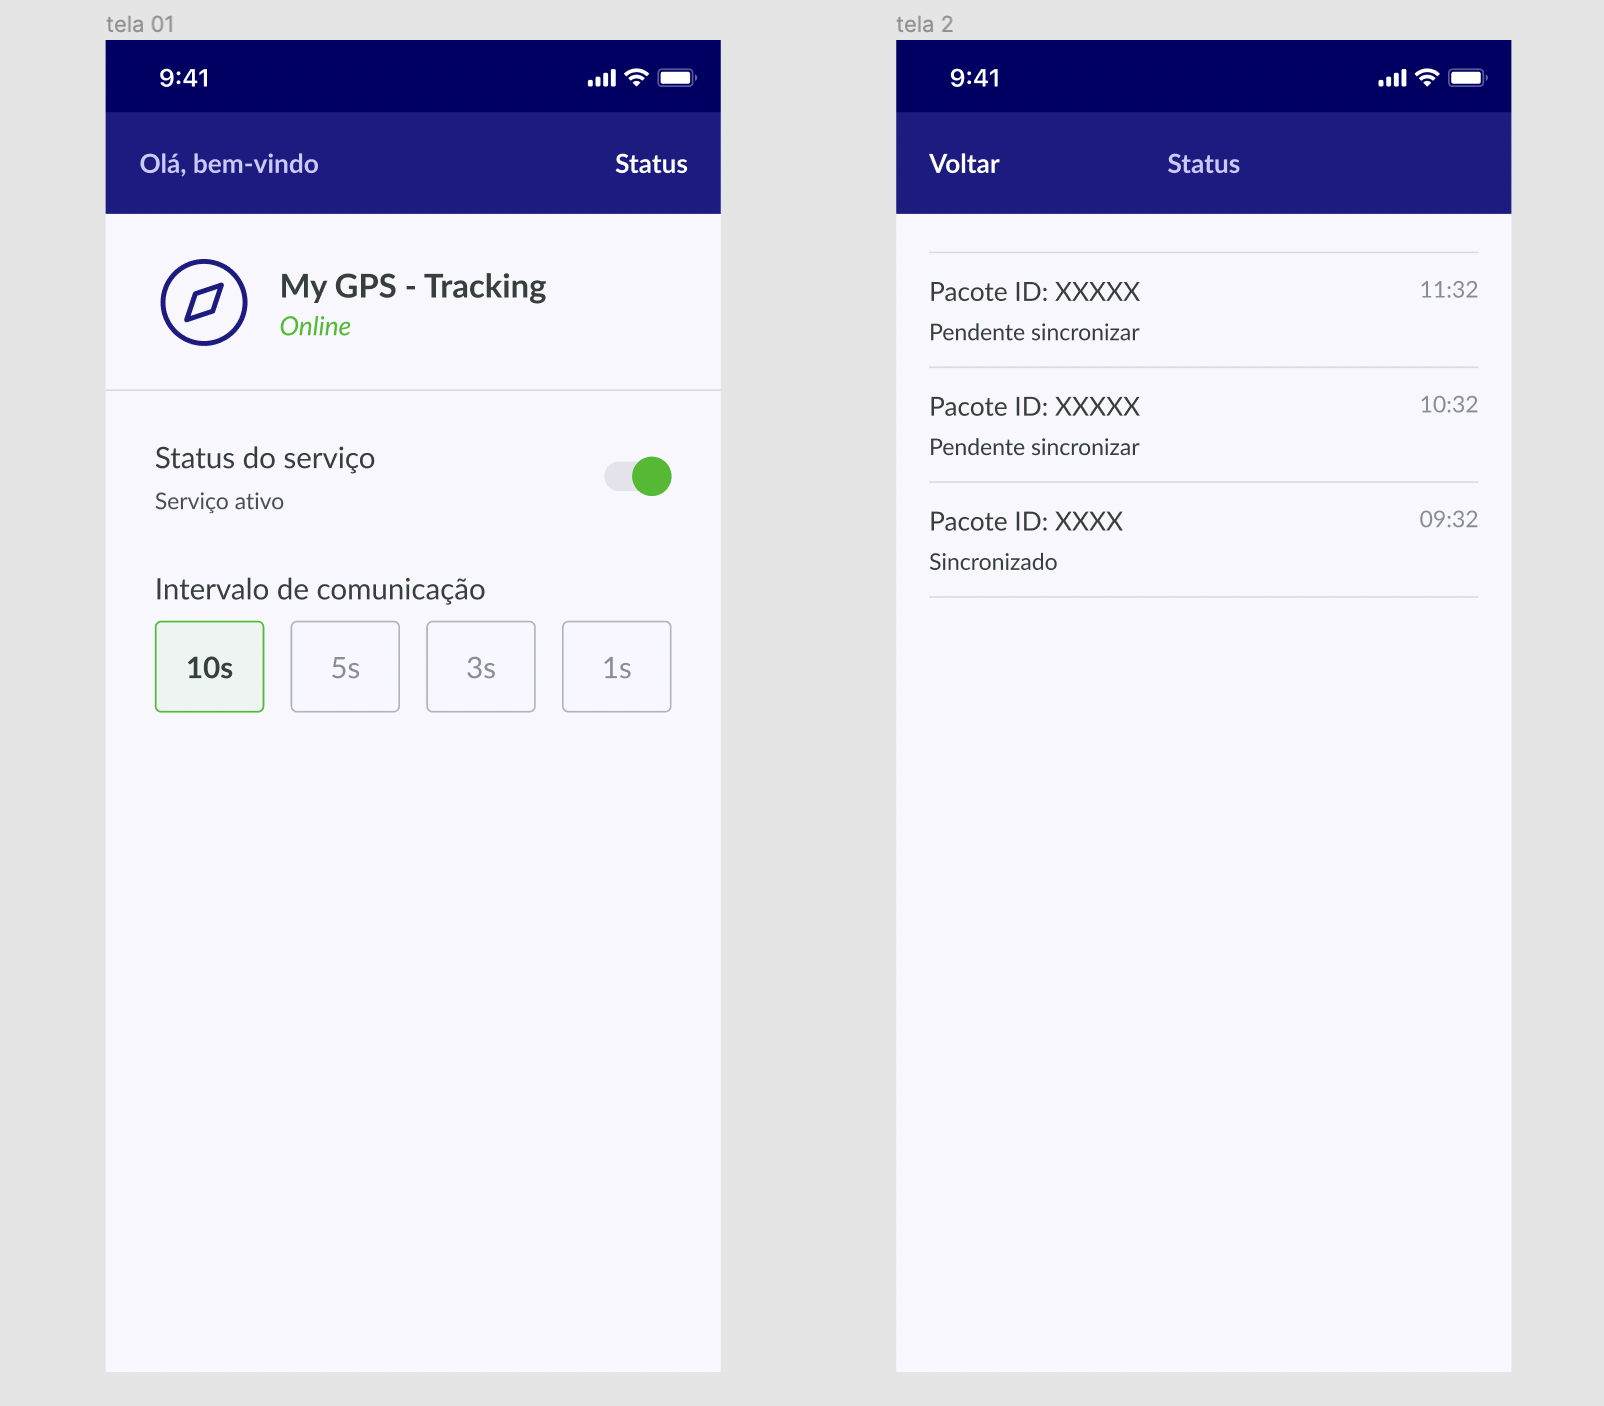 tela 01
9:41
Olá, bem-vindo
Status
My GPS - Tracking
Online
Status do serviço
Serviço ativo
Intervalo de comunicação
10s
5s
3s
1s
tela 2
9:41
Voltar
Status
Pacote ID: XXXXX
11:32
Pendente sincronizar
Pacote ID: XXXXX
10:32
Pendente sincronizar
Pacote ID: XXXX
09:32
Sincronizado